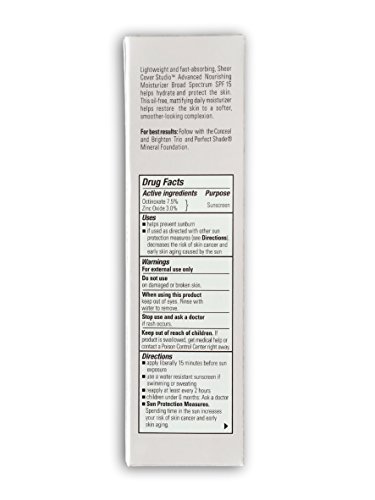 Lightweight and fast-absorbing, Sheer
Cover Studio™ Advanced Nourishing
Moisturizer Broad Spectrum SPF 15
helps hydrate and protect the skin.
This oil-free, mattifying daily moisturizer
helps restore the skin to a softer,
smoother-looking complexion.
For best results: Follow with the Conceal
and Brighten Trio and Perfect Shade®
Mineral Foundation.
Drug Facts
Active ingredients Purpose
Octinoxate 7.5%
Zinc Oxide 3.0% } Sunscreen
Uses
■ helps prevent sunburn
■ if used as directed with other sun
protection measures (see Directions),
decreases the risk of skin cancer and
early skin aging caused by the sun
Warnings
For external use only
Do not use
on damaged or broken skin.
When using this product
keep out of eyes. Rinse with
water to remove.
Stop use and ask a doctor
if rash occurs.
Keep out of reach of children. If
product is swallowed, get medical help or
contact a Poison Control Center right away.
Directions
■ apply liberally 15 minutes before sun
exposure
■ use a water resistant sunscreen if
swimming or sweating
■ reapply at least every 2 hours
■ children under 6 months: Ask a doctor
■ Sun Protection Measures.
Spending time in the sun increases
your risk of skin cancer and early
skin aging.